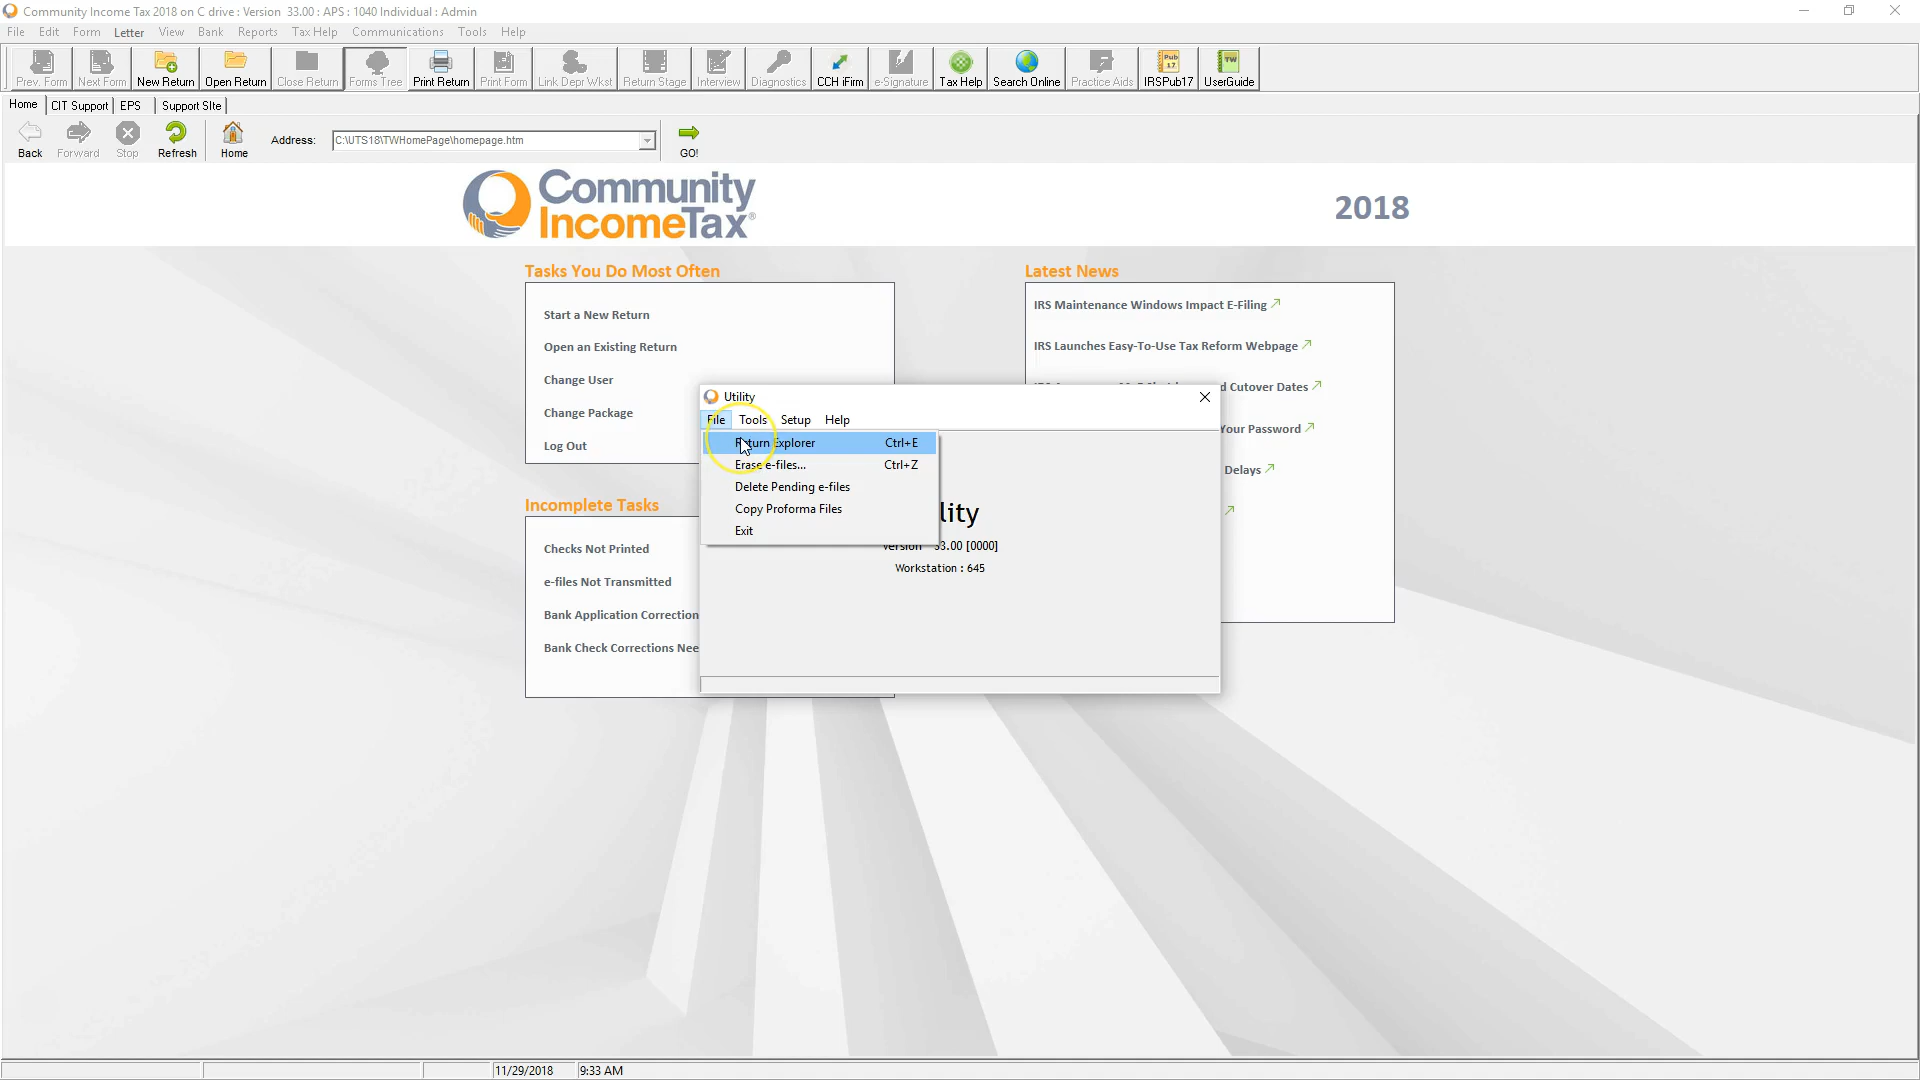 Community Income Tax 2018 on C drive : Version 33.00 : APS : 1040 Individual : Admin
File Edit Form Letter View Bank Reports Tax Help Communications Tools Help
Prev. Form Next Form New Return Open Return Close Return Forms Tree Print Return Print Form Link Depr Wkst Return Stage Interview Diagnostics CCH iFirm e-Signature Tax Help Search Online Practice Aids IRSPub17 UserGuide
Home CIT Support EPS Support SIte
Back Forward Stop Refresh Home Address: C:\UTS18\TWHomePage\homepage.htm GO!
Community
IncomeTax®
2018
Tasks You Do Most Often
Start a New Return
Open an Existing Return
Change User
Change Package
Log Out
Incomplete Tasks
Checks Not Printed
e-files Not Transmitted
Bank Application Correction
Bank Check Corrections Nee
Latest News
IRS Maintenance Windows Impact E-Filing
IRS Launches Easy-To-Use Tax Reform Webpage
d Cutover Dates
Your Password
Delays
Utility
File Tools Setup Help
Return Explorer Ctrl+E
Erase e-files... Ctrl+Z
Delete Pending e-files
Copy Proforma Files
Exit
lity
Version 33.00 [0000]
Workstation : 645
11/29/2018 9:33 AM